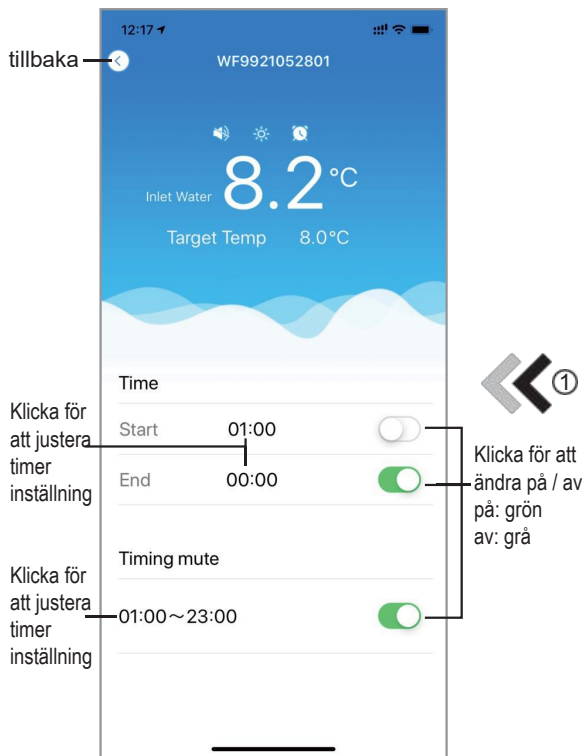 12:17
tillbaka
WF9921052801
Inlet Water 8.2°C
Target Temp 8.0°C
Time
①
Klicka för
att justera
timer
inställning
Start 01:00
End 00:00
Klicka för att
ändra på / av
på: grön
av: grå
Timing mute
Klicka för
att justera
timer
inställning
01:00～23:00